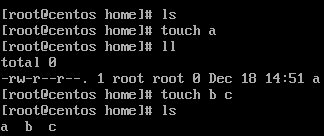 [root@centos home]# ls
[root@centos home]# touch a
[root@centos home]# ll
total 0
-rw-r--r--. 1 root root 0 Dec 18 14:51 a
[root@centos home]# touch b c
[root@centos home]# ls
a  b  c